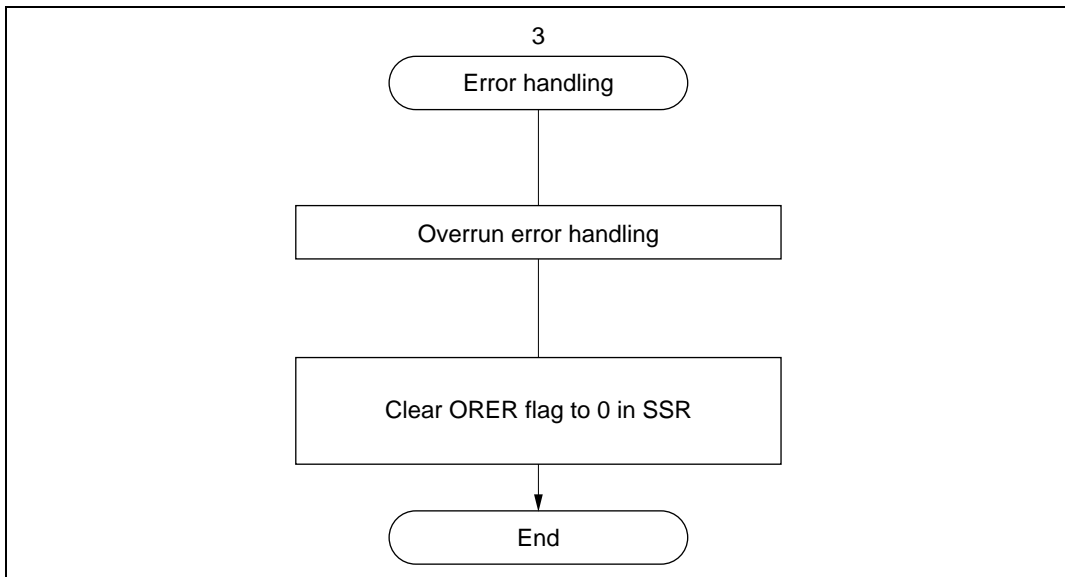 3
Error handling
Overrun error handling
Clear ORER flag to 0 in SSR
End